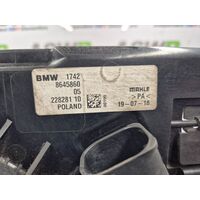 BMW 1742
8645860
05
228281 10
POLAND
MAHLE
>PA<
19-07-18